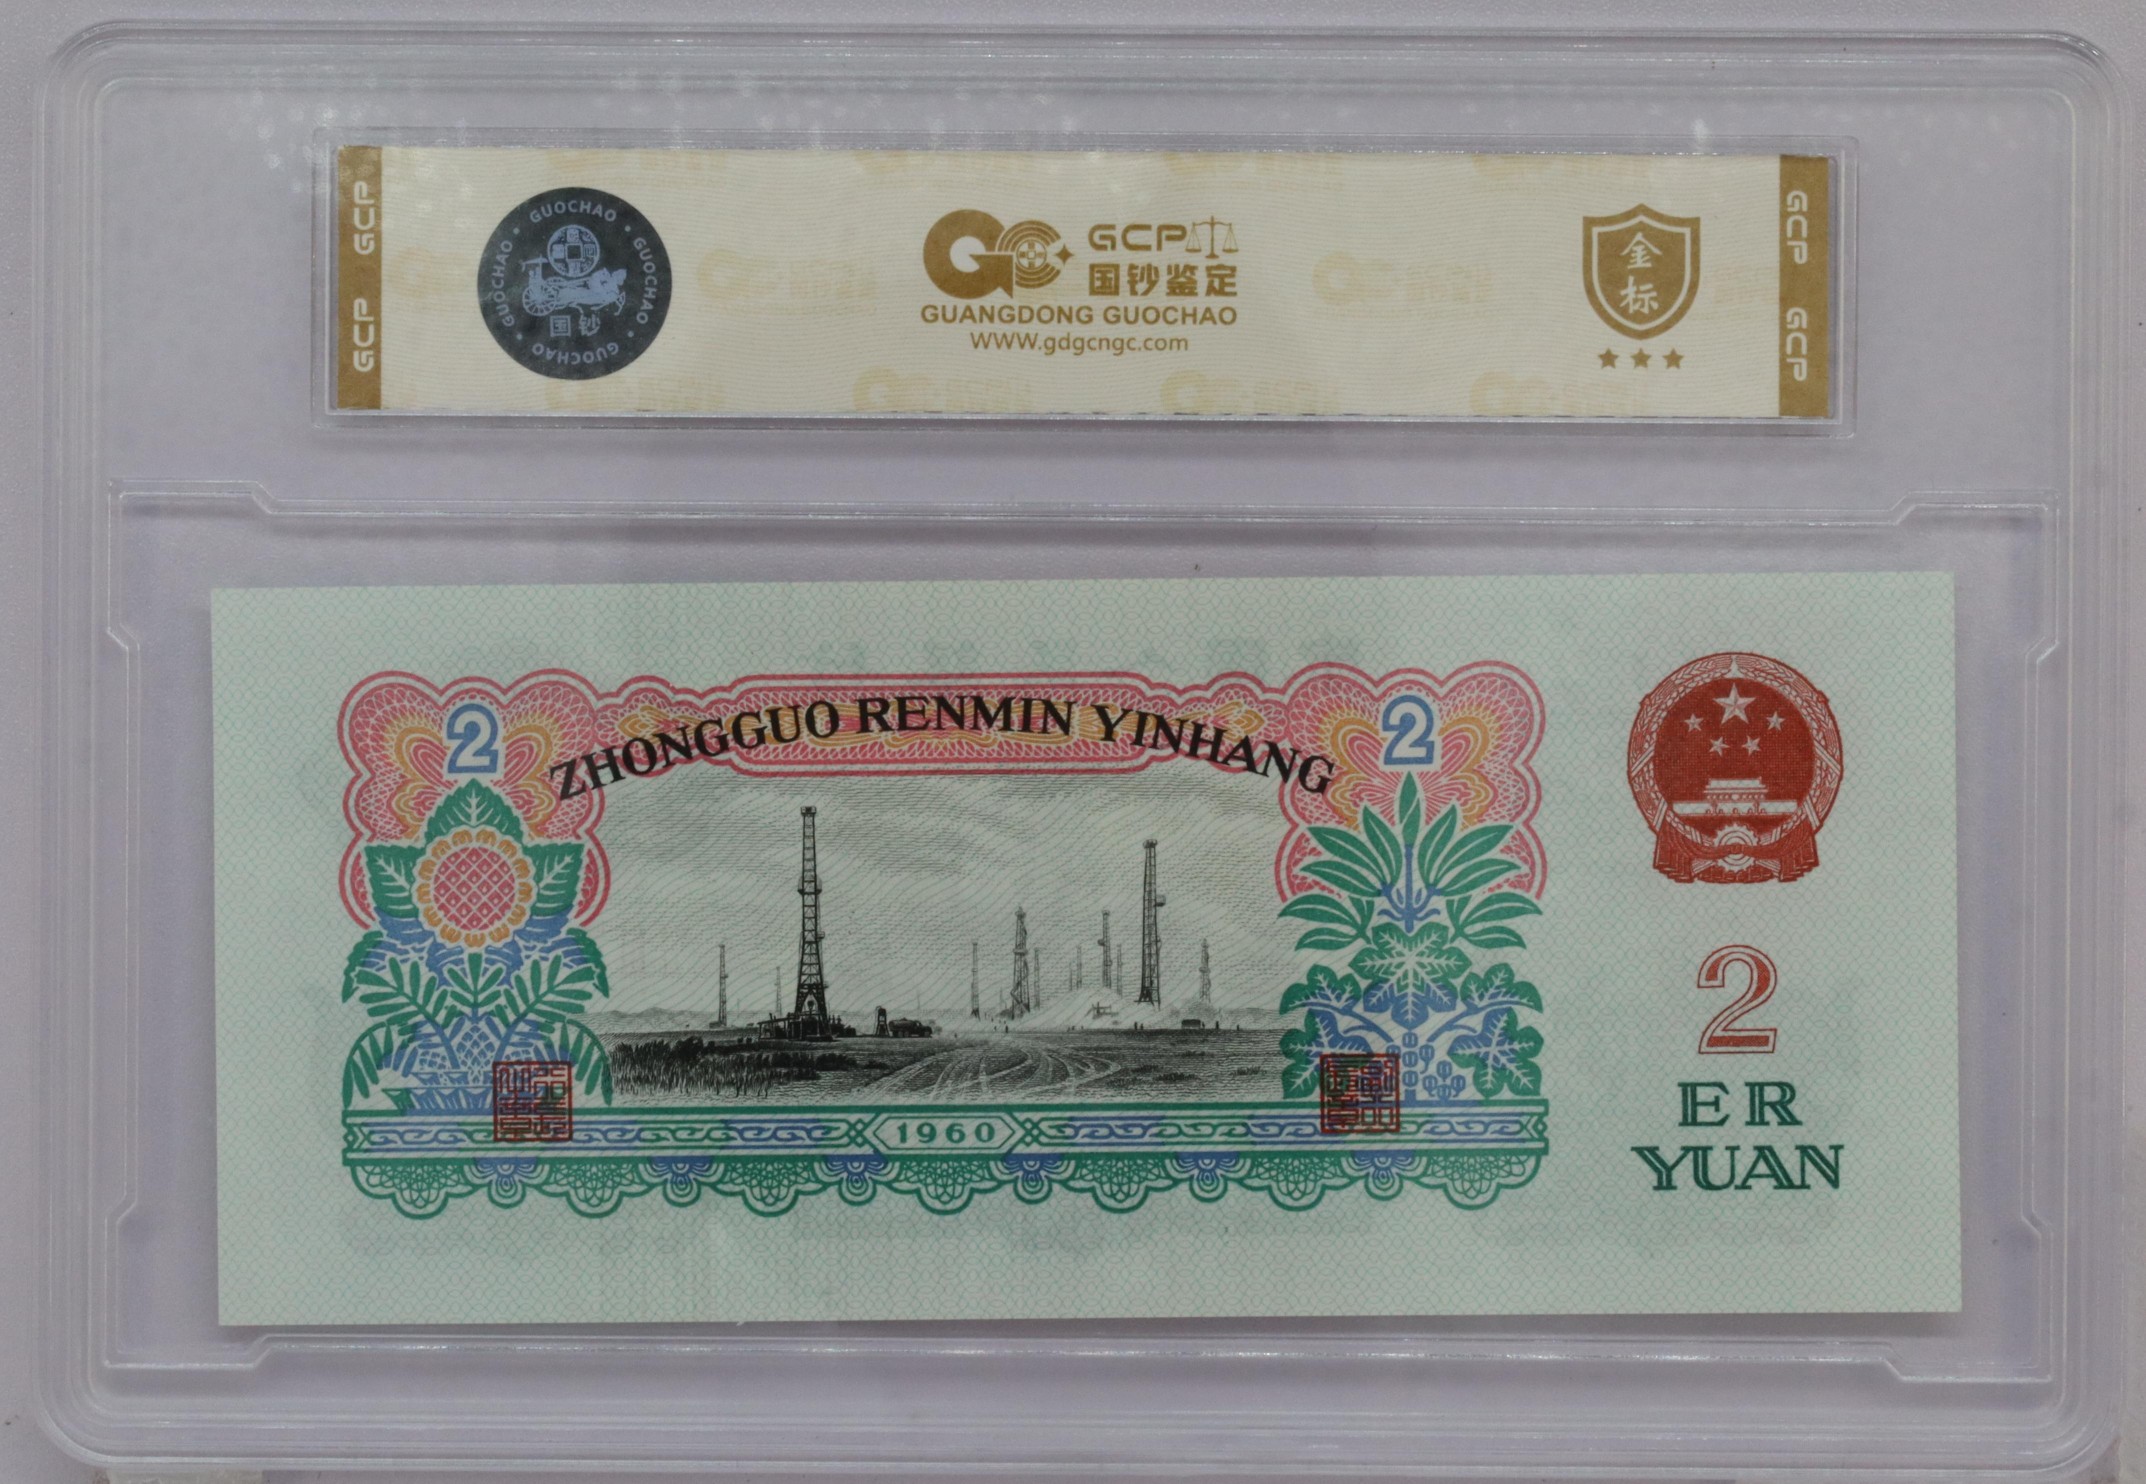 GCP GCP
GUOCHAO • GUOCHAO • GUOCHAO • GUOCHAO •
国钞
GCP
国钞鉴定
GUANGDONG GUOCHAO
WWW.gdgcngc.com
金标
GCP GCP
2
ZHONGGUO RENMIN YINHANG
2
1960
2
ER
YUAN